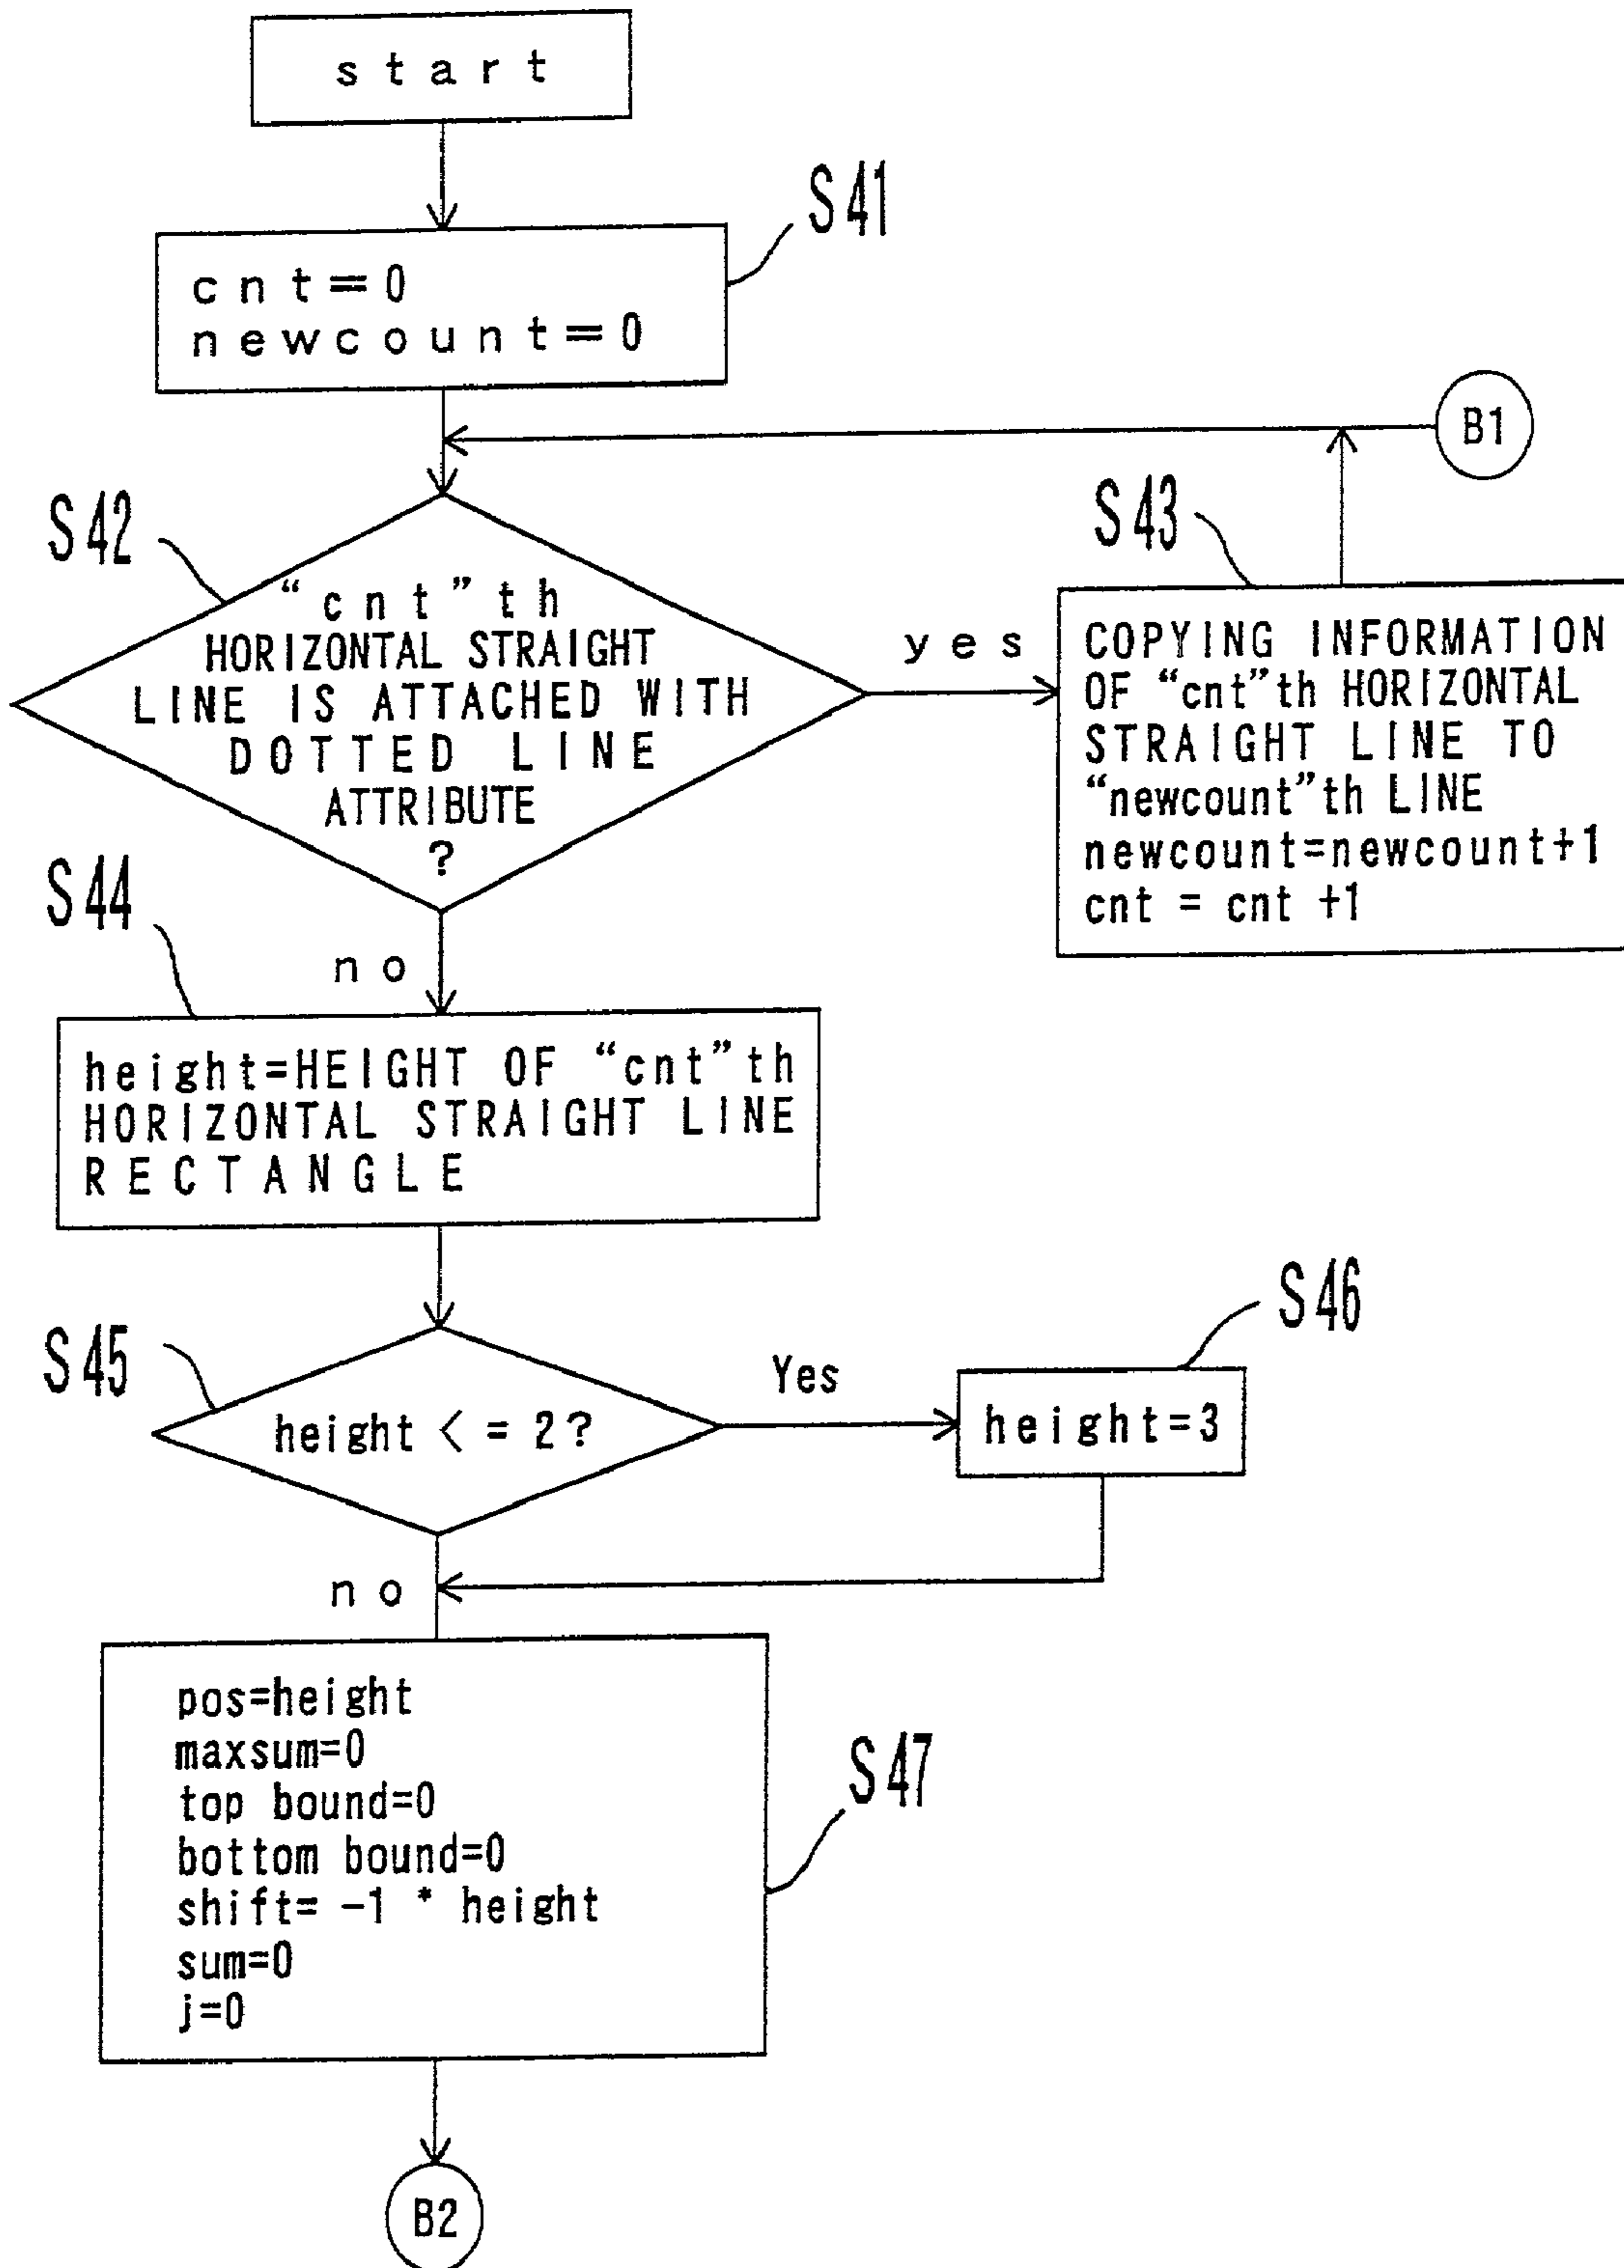 start
S41
cnt=0
newcount=0
B1
S42
"cnt"th
HORIZONTAL STRAIGHT
LINE IS ATTACHED WITH
DOTTED LINE
ATTRIBUTE
?
yes
S43
COPYING INFORMATION
OF "cnt"th HORIZONTAL
STRAIGHT LINE TO
"newcount"th LINE
newcount=newcount+1
cnt = cnt +1
no
S44
height=HEIGHT OF "cnt"th
HORIZONTAL STRAIGHT LINE
RECTANGLE
S45
height < = 2?
Yes
S46
height=3
no
pos=height
maxsum=0
top bound=0
bottom bound=0
shift= -1 * height
sum=0
j=0
S47
B2